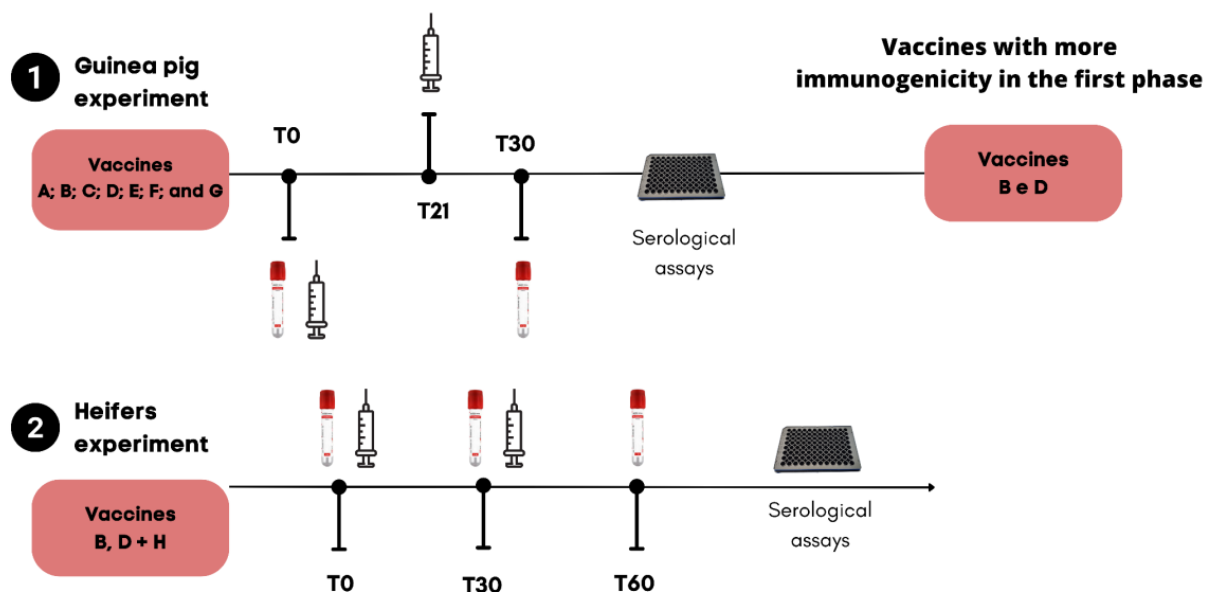 1
Guinea pig
experiment
Vaccines
A; B; C; D; E; F; and G
T0
T21
T30
Serological
assays
Vaccines with more
immunogenicity in the first phase
Vaccines
B e D
2
Heifers
experiment
Vaccines
B, D + H
T0
T30
T60
Serological
assays